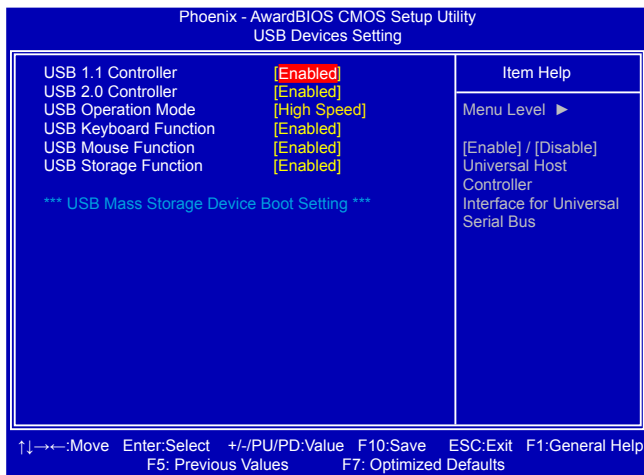 Phoenix - AwardBIOS CMOS Setup Utility
USB Devices Setting
USB 1.1 Controller [Enabled]
USB 2.0 Controller [Enabled]
USB Operation Mode [High Speed]
USB Keyboard Function [Enabled]
USB Mouse Function [Enabled]
USB Storage Function [Enabled]
*** USB Mass Storage Device Boot Setting ***
Item Help
Menu Level ►
[Enable] / [Disable]
Universal Host
Controller
Interface for Universal
Serial Bus
↑↓→←:Move Enter:Select +/-/PU/PD:Value F10:Save ESC:Exit F1:General Help
F5: Previous Values F7: Optimized Defaults